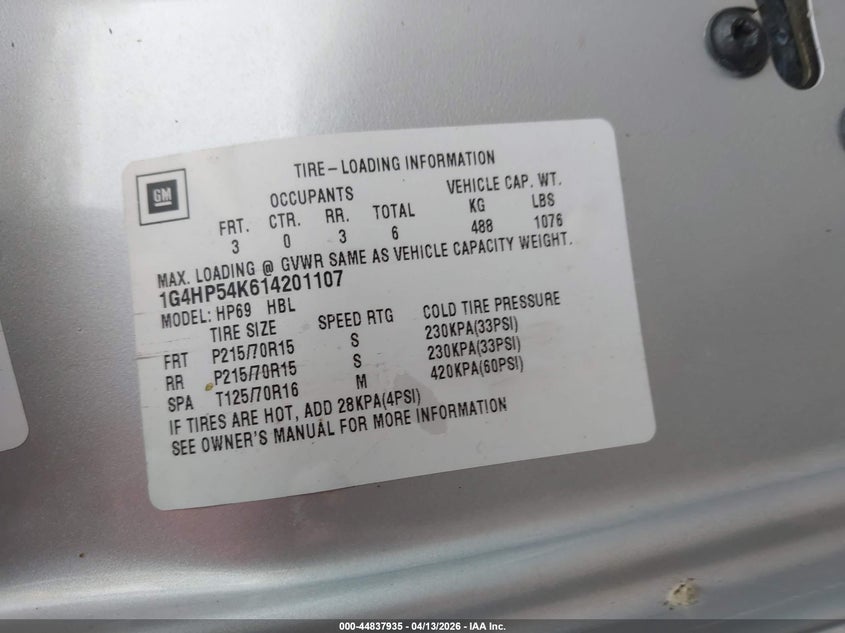 GM
TIRE-LOADING INFORMATION
OCCUPANTS VEHICLE CAP. WT.
FRT. CTR. RR. TOTAL KG LBS
3 0 3 6 488 1076
MAX. LOADING @ GVWR SAME AS VEHICLE CAPACITY WEIGHT.
1G4HP54K614201107
MODEL: HP69 HBL
TIRE SIZE SPEED RTG COLD TIRE PRESSURE
FRT P215/70R15 S 230KPA(33PSI)
RR P215/70R15 S 230KPA(33PSI)
SPA T125/70R16 M 420KPA(60PSI)
IF TIRES ARE HOT, ADD 28KPA(4PSI)
SEE OWNER'S MANUAL FOR MORE INFORMATION
000-44837935 - 04/13/2026 - IAA Inc.